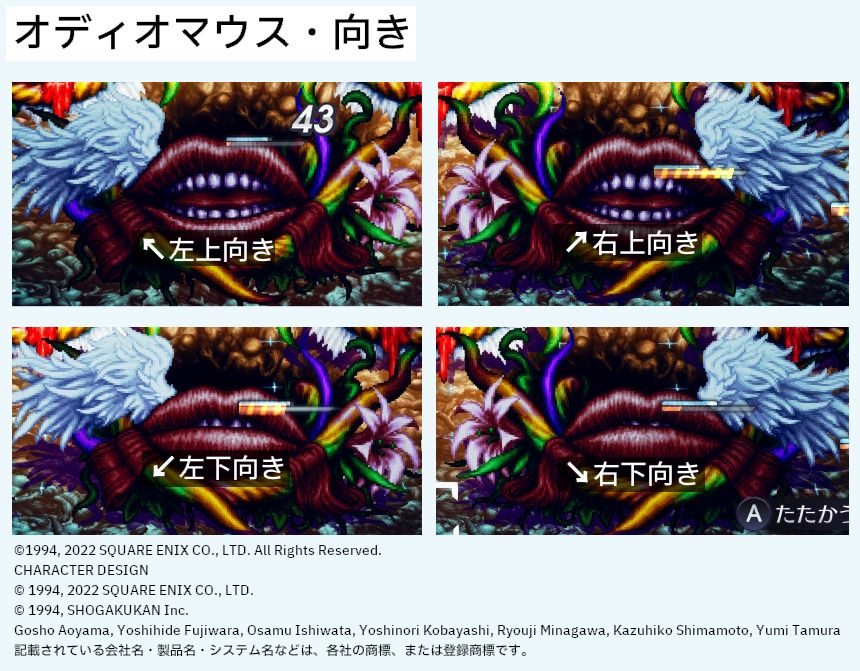 オディオマウス・向き
43
↖左上向き
↗右上向き
↙左下向き
↘右下向き
A たたかう
©1994, 2022 SQUARE ENIX CO., LTD. All Rights Reserved.
CHARACTER DESIGN
© 1994, 2022 SQUARE ENIX CO., LTD.
© 1994, SHOGAKUKAN Inc.
Gosho Aoyama, Yoshihide Fujiwara, Osamu Ishiwata, Yoshinori Kobayashi, Ryouji Minagawa, Kazuhiko Shimamoto, Yumi Tamura
記載されている会社名・製品名・システム名などは、各社の商標、または登録商標です。